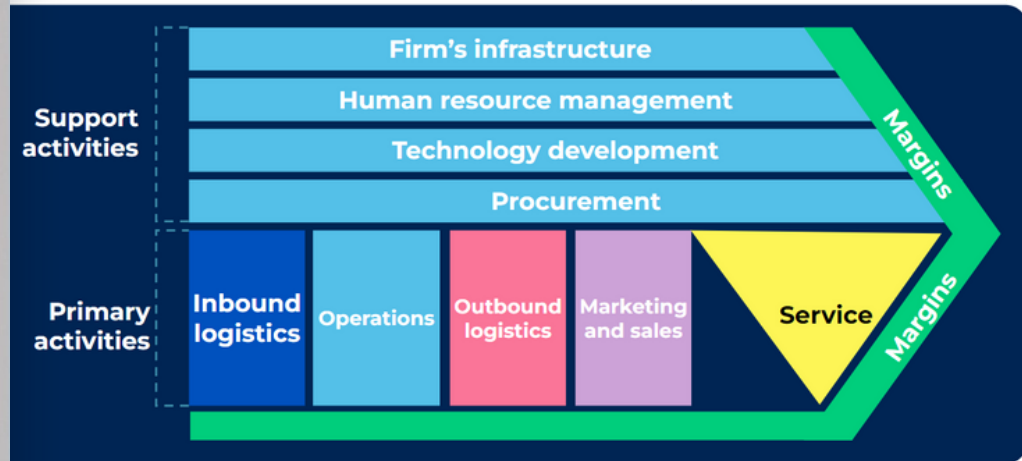 Support
activities
Firm's infrastructure
Human resource management
Technology development
Procurement
Margins
Primary
activities
Inbound
logistics
Operations
Outbound
logistics
Marketing
and sales
Service
Margins